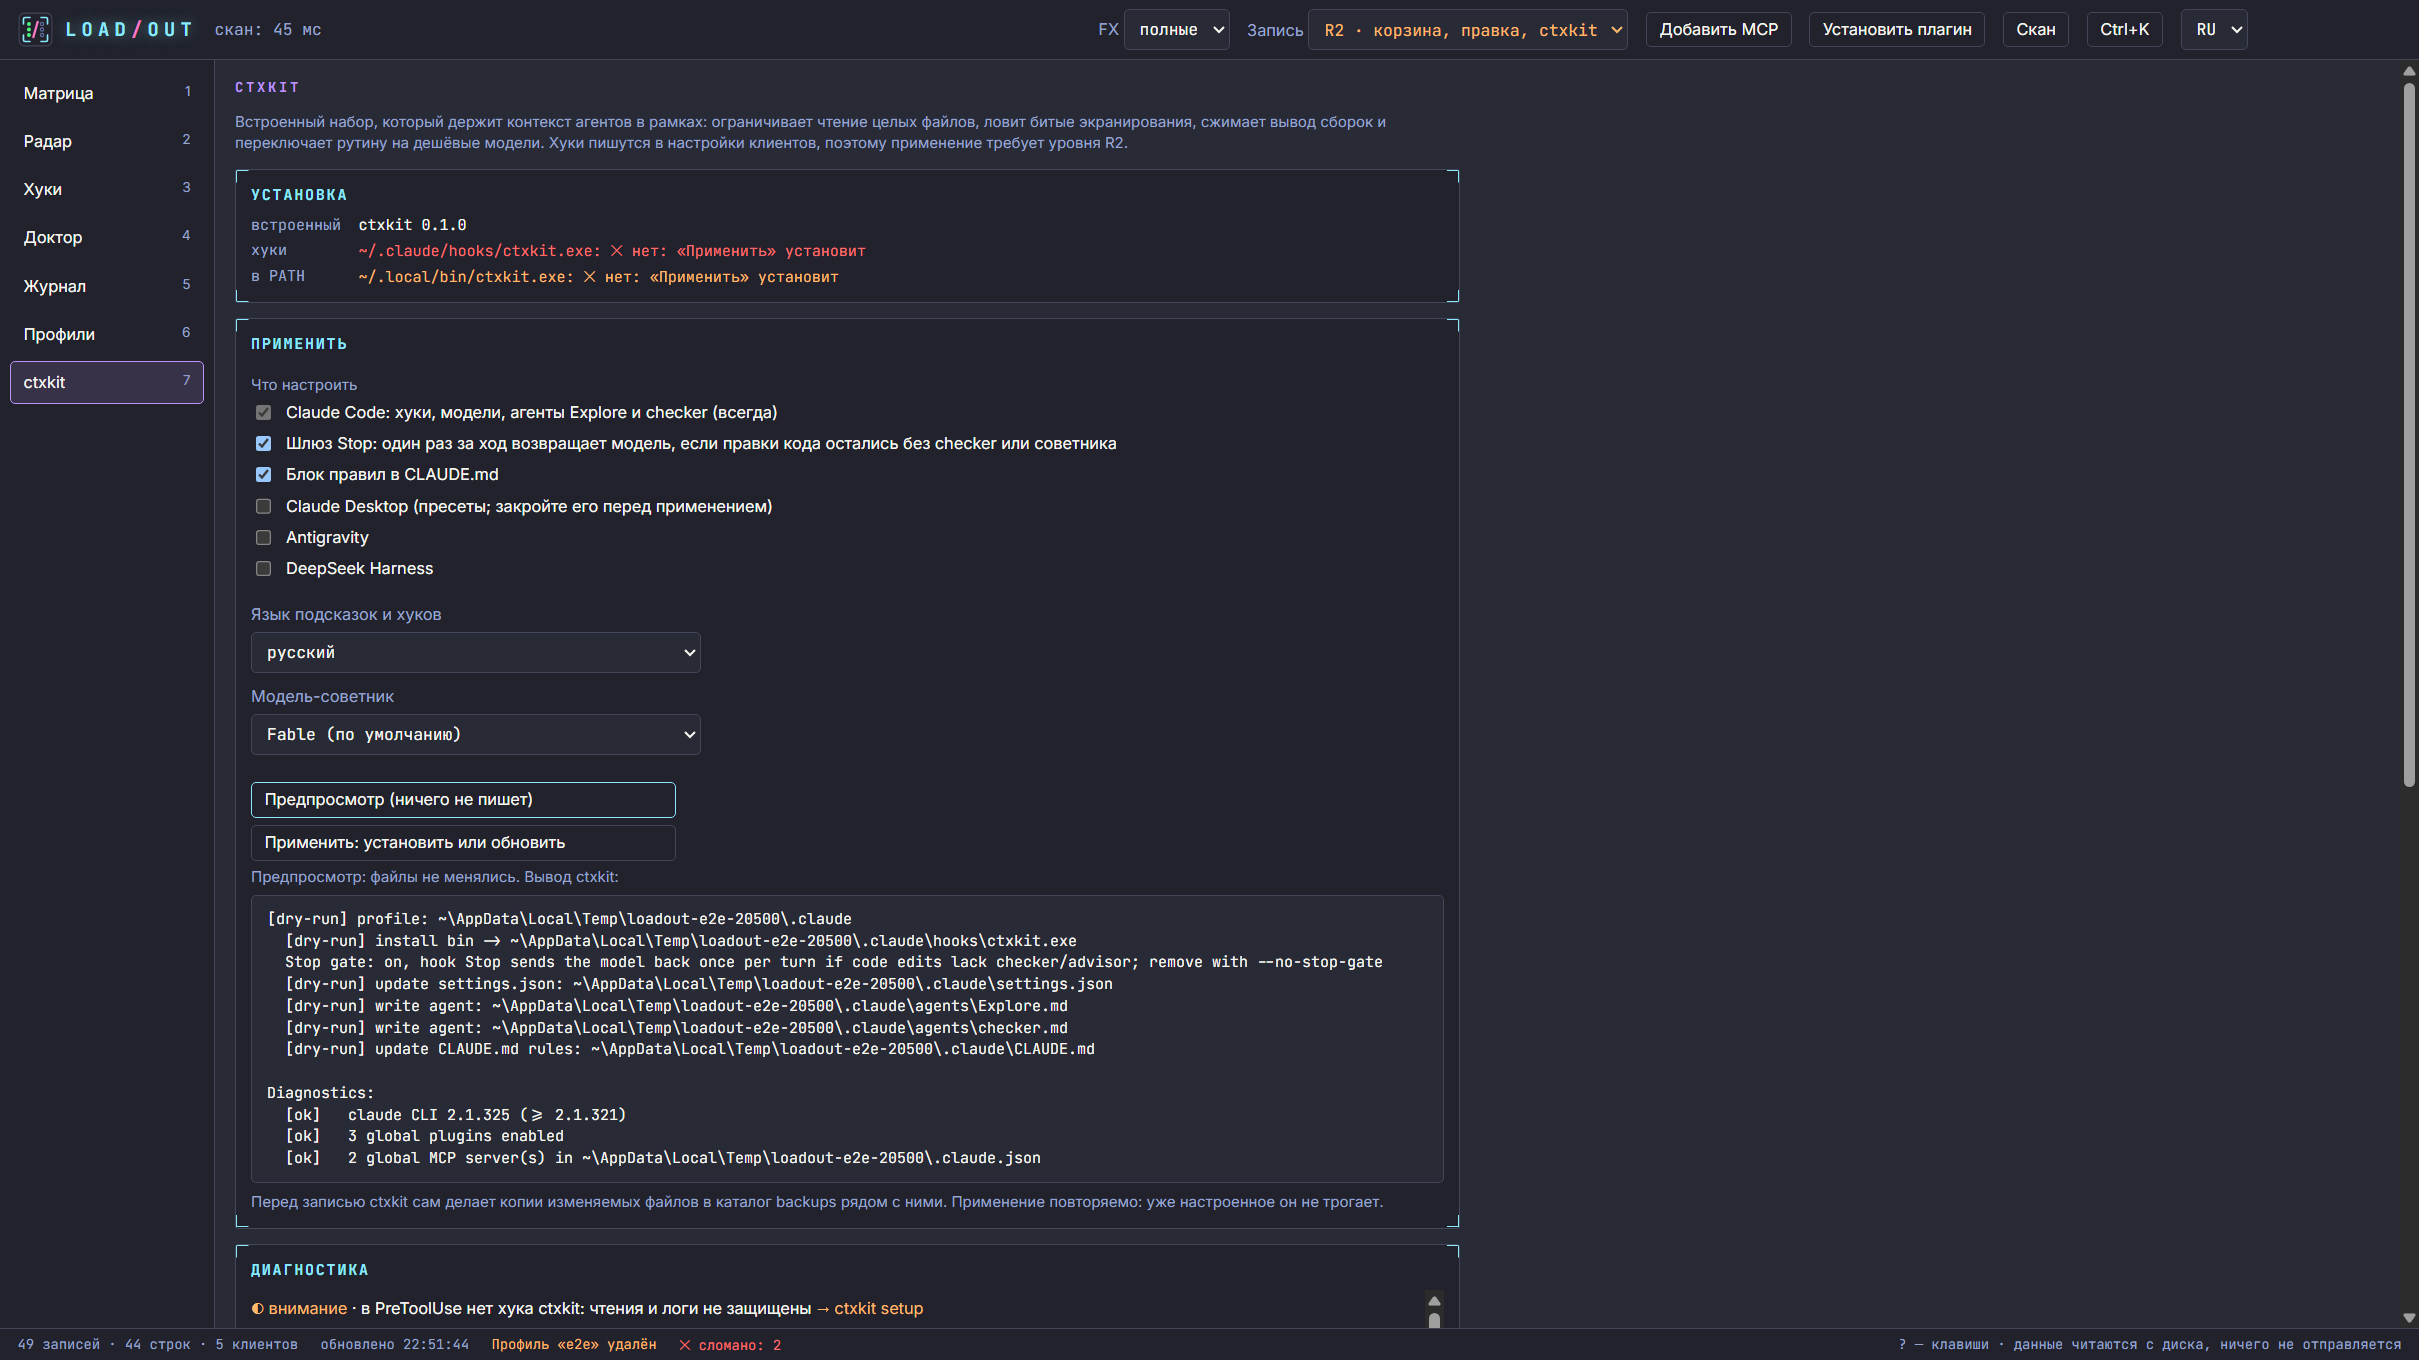 LOAD/OUT скан: 45 мс FX полные Запись R2 · корзина, правка, ctxkit Добавить MCP Установить плагин Скан Ctrl+K RU
Матрица 1
Радар 2
Хуки 3
Доктор 4
Журнал 5
Профили 6
ctxkit 7
CTXKIT
Встроенный набор, который держит контекст агентов в рамках: ограничивает чтение целых файлов, ловит битые экранирования, сжимает вывод сборок и
переключает рутину на дешёвые модели. Хуки пишутся в настройки клиентов, поэтому применение требует уровня R2.
УСТАНОВКА
встроенный ctxkit 0.1.0
хуки ~/.claude/hooks/ctxkit.exe: ✕ нет: «Применить» установит
в PATH ~/.local/bin/ctxkit.exe: ✕ нет: «Применить» установит
ПРИМЕНИТЬ
Что настроить
Claude Code: хуки, модели, агенты Explore и checker (всегда)
Шлюз Stop: один раз за ход возвращает модель, если правки кода остались без checker или советника
Блок правил в CLAUDE.md
Claude Desktop (пресеты; закройте его перед применением)
Antigravity
DeepSeek Harness
Язык подсказок и хуков
русский
Модель-советник
Fable (по умолчанию)
Предпросмотр (ничего не пишет)
Применить: установить или обновить
Предпросмотр: файлы не менялись. Вывод ctxkit:
[dry-run] profile: ~\AppData\Local\Temp\loadout-e2e-20500\.claude
[dry-run] install bin —> ~\AppData\Local\Temp\loadout-e2e-20500\.claude\hooks\ctxkit.exe
Stop gate: on, hook Stop sends the model back once per turn if code edits lack checker/advisor; remove with --no-stop-gate
[dry-run] update settings.json: ~\AppData\Local\Temp\loadout-e2e-20500\.claude\settings.json
[dry-run] write agent: ~\AppData\Local\Temp\loadout-e2e-20500\.claude\agents\Explore.md
[dry-run] write agent: ~\AppData\Local\Temp\loadout-e2e-20500\.claude\agents\checker.md
[dry-run] update CLAUDE.md rules: ~\AppData\Local\Temp\loadout-e2e-20500\.claude\CLAUDE.md
Diagnostics:
[ok] claude CLI 2.1.325 (⩾ 2.1.321)
[ok] 3 global plugins enabled
[ok] 2 global MCP server(s) in ~\AppData\Local\Temp\loadout-e2e-20500\.claude.json
Перед записью ctxkit сам делает копии изменяемых файлов в каталог backups рядом с ними. Применение повторяемо: уже настроенное он не трогает.
ДИАГНОСТИКА
◐ внимание · в PreToolUse нет хука ctxkit: чтения и логи не защищены → ctxkit setup
49 записей · 44 строк · 5 клиентов обновлено 22:51:44 Профиль «e2e» удалён ✕ сломано: 2 ? — клавиши · данные читаются с диска, ничего не отправляется